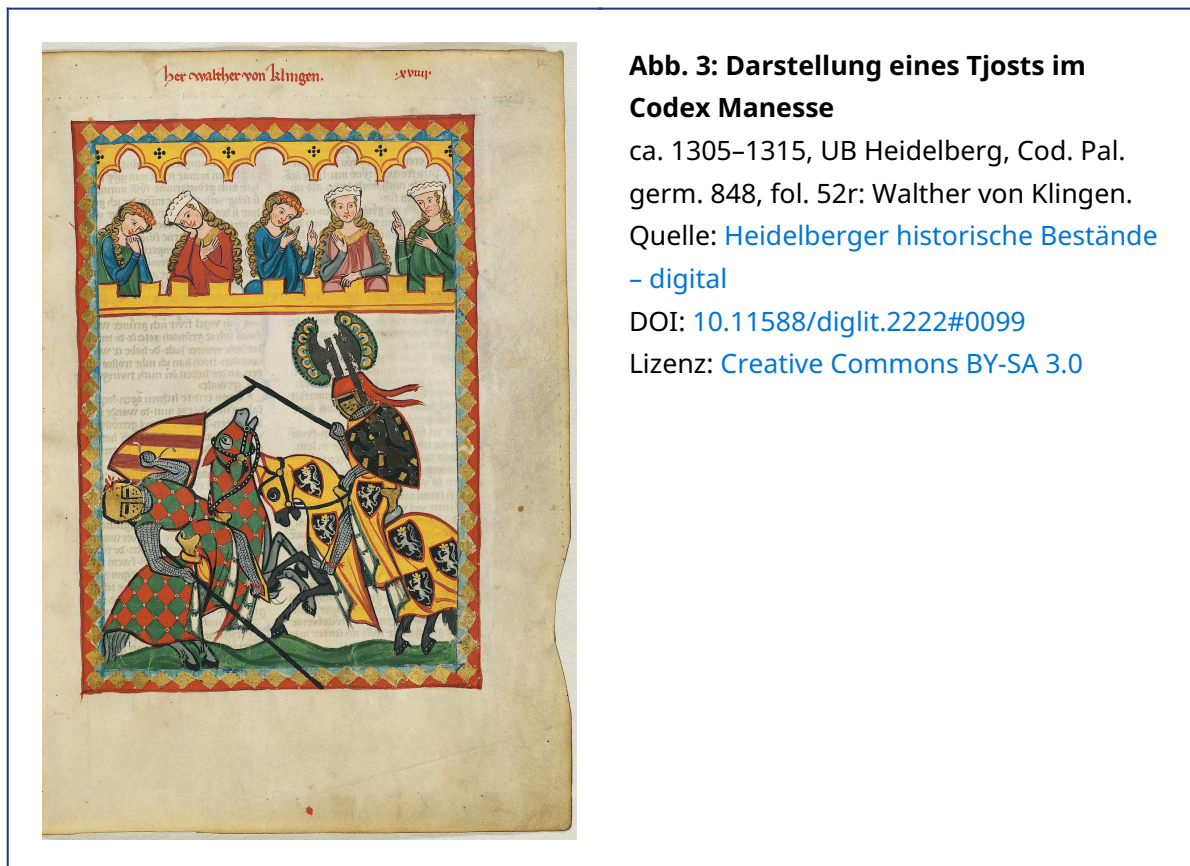 her walther von klingen.
.xviiij.
Abb. 3: Darstellung eines Tjosts im
Codex Manesse
ca. 1305–1315, UB Heidelberg, Cod. Pal.
germ. 848, fol. 52r: Walther von Klingen.
Quelle: Heidelberger historische Bestände
– digital
DOI: 10.11588/diglit.2222#0099
Lizenz: Creative Commons BY-SA 3.0